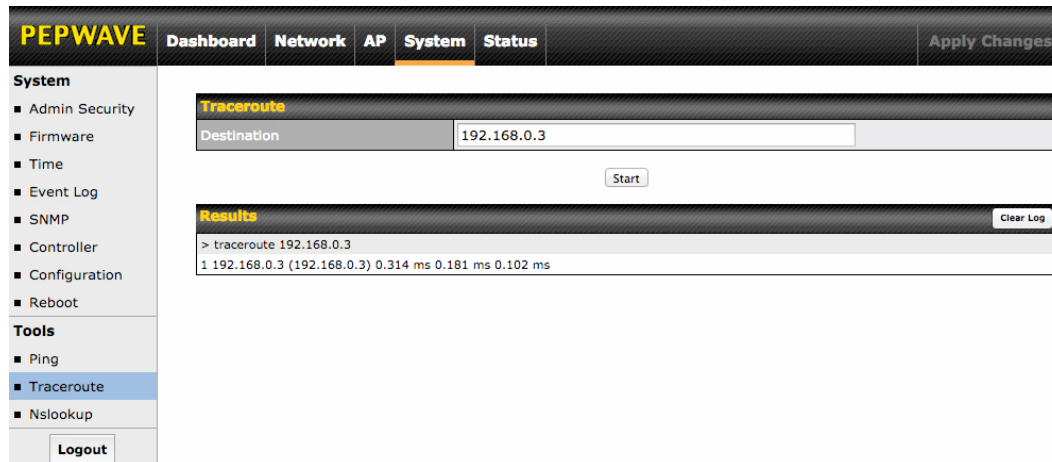 PEPWAVE
Dashboard Network AP System Status Apply Changes
System
Admin Security
Firmware
Time
Event Log
SNMP
Controller
Configuration
Reboot
Tools
Ping
Traceroute
Nslookup
Logout
Traceroute
Destination 192.168.0.3
Start
Results Clear Log
> traceroute 192.168.0.3
1 192.168.0.3 (192.168.0.3) 0.314 ms 0.181 ms 0.102 ms